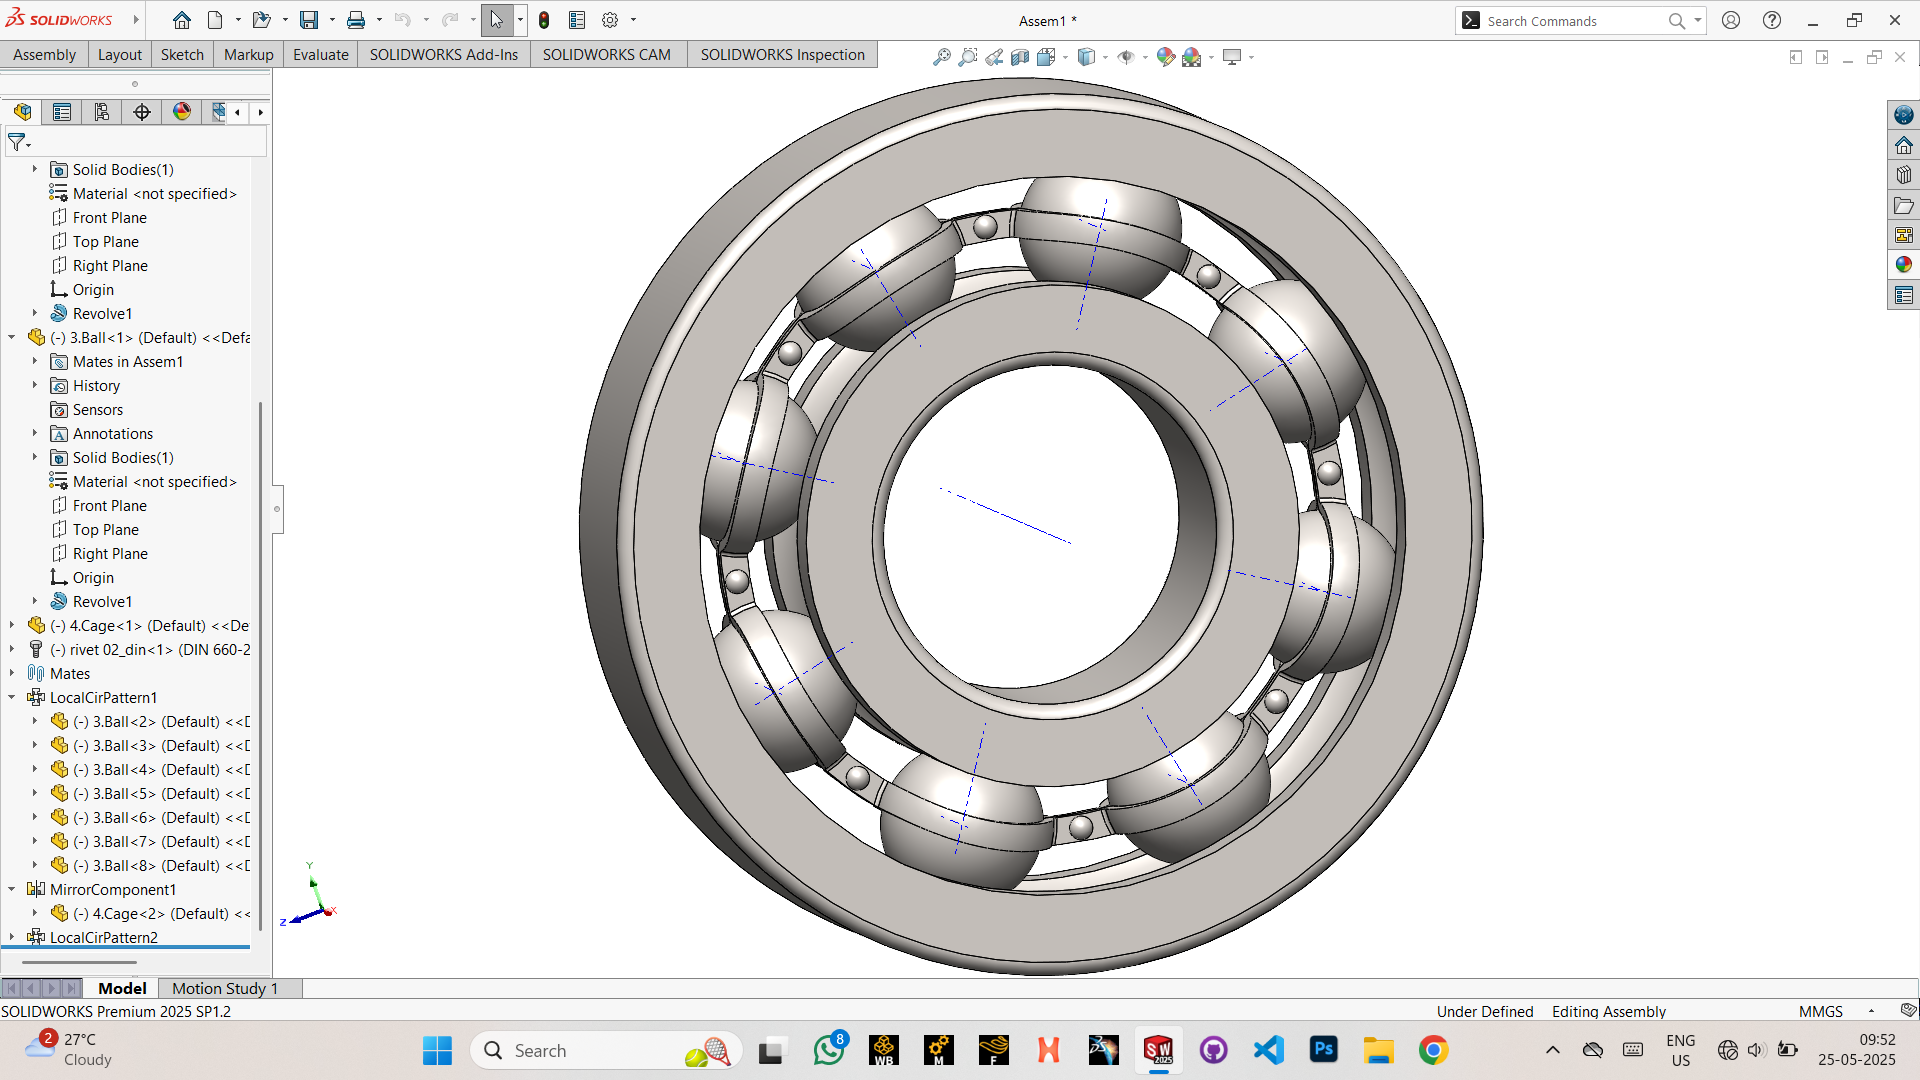 SOLIDWORKS
Assem1 *
Search Commands
Assembly
Layout
Sketch
Markup
Evaluate
SOLIDWORKS Add-Ins
SOLIDWORKS CAM
SOLIDWORKS Inspection
Solid Bodies(1)
Material <not specified>
Front Plane
Top Plane
Right Plane
Origin
Revolve1
(-) 3.Ball<1> (Default) <<Defa
Mates in Assem1
History
Sensors
Annotations
Solid Bodies(1)
Material <not specified>
Front Plane
Top Plane
Right Plane
Origin
Revolve1
(-) 4.Cage<1> (Default) <<De
(-) rivet 02_din<1> (DIN 660-2
Mates
LocalCirPattern1
(-) 3.Ball<2> (Default) <<D
(-) 3.Ball<3> (Default) <<D
(-) 3.Ball<4> (Default) <<D
(-) 3.Ball<5> (Default) <<D
(-) 3.Ball<6> (Default) <<D
(-) 3.Ball<7> (Default) <<D
(-) 3.Ball<8> (Default) <<D
MirrorComponent1
(-) 4.Cage<2> (Default) <<
LocalCirPattern2
Y
Z
X
Model
Motion Study 1
SOLIDWORKS Premium 2025 SP1.2
Under Defined
Editing Assembly
MMGS
2
27°C
Cloudy
Search
8
WB
M
F
SW
2025
Ps
ENG
US
09:52
25-05-2025